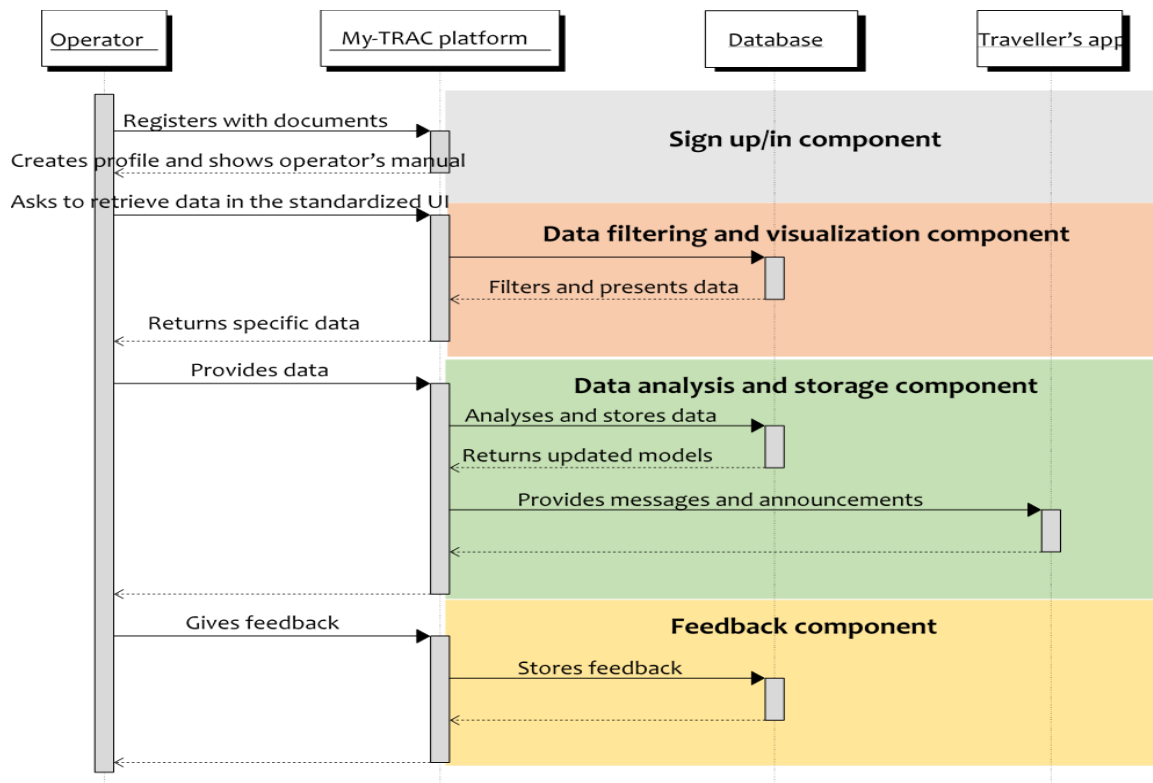 Operator
My-TRAC platform
Database
Traveller's app
Registers with documents
Sign up/in component
Creates profile and shows operator's manual
Asks to retrieve data in the standardized UI
Data filtering and visualization component
Filters and presents data
Returns specific data
Provides data
Data analysis and storage component
Analyses and stores data
Returns updated models
Provides messages and announcements
Gives feedback
Feedback component
Stores feedback